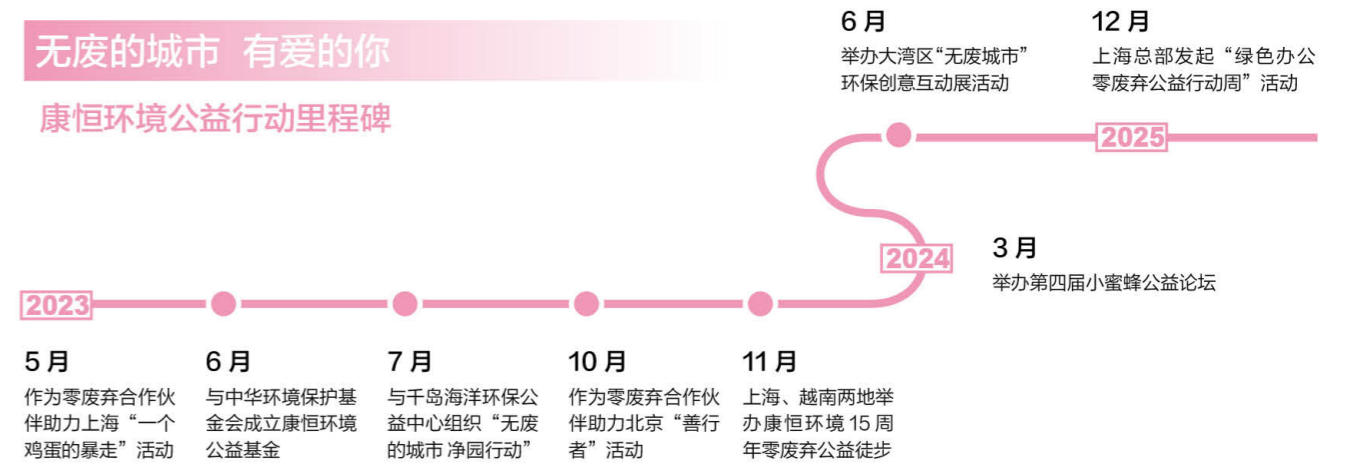 无废的城市 有爱的你
康恒环境公益行动里程碑
2023
5 月
作为零废弃合作伙
伴助力上海“一个
鸡蛋的暴走”活动
6 月
与中华环境保护基
金会成立康恒环境
公益基金
7 月
与千岛海洋环保公
益中心组织“无废
的城市 净园行动”
10 月
作为零废弃合作伙
伴助力北京“善行
者”活动
11 月
上海、越南两地举
办康恒环境 15 周
年零废弃公益徒步
2024
3 月
举办第四届小蜜蜂公益论坛
6 月
举办大湾区“无废城市”
环保创意互动展活动
2025
12 月
上海总部发起“绿色办公
零废弃公益行动周”活动